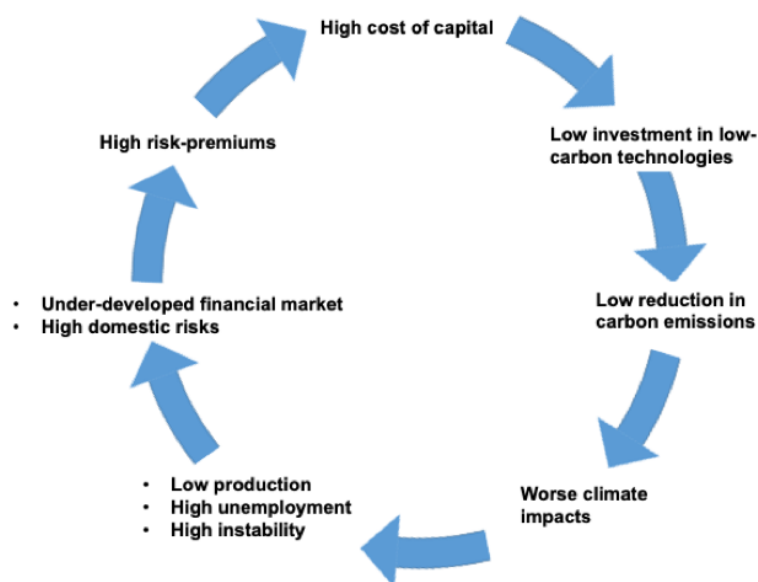 High cost of capital
Low investment in low-
carbon technologies
Low reduction in
carbon emissions
Worse climate
impacts
• Low production
• High unemployment
• High instability
• Under-developed financial market
• High domestic risks
High risk-premiums